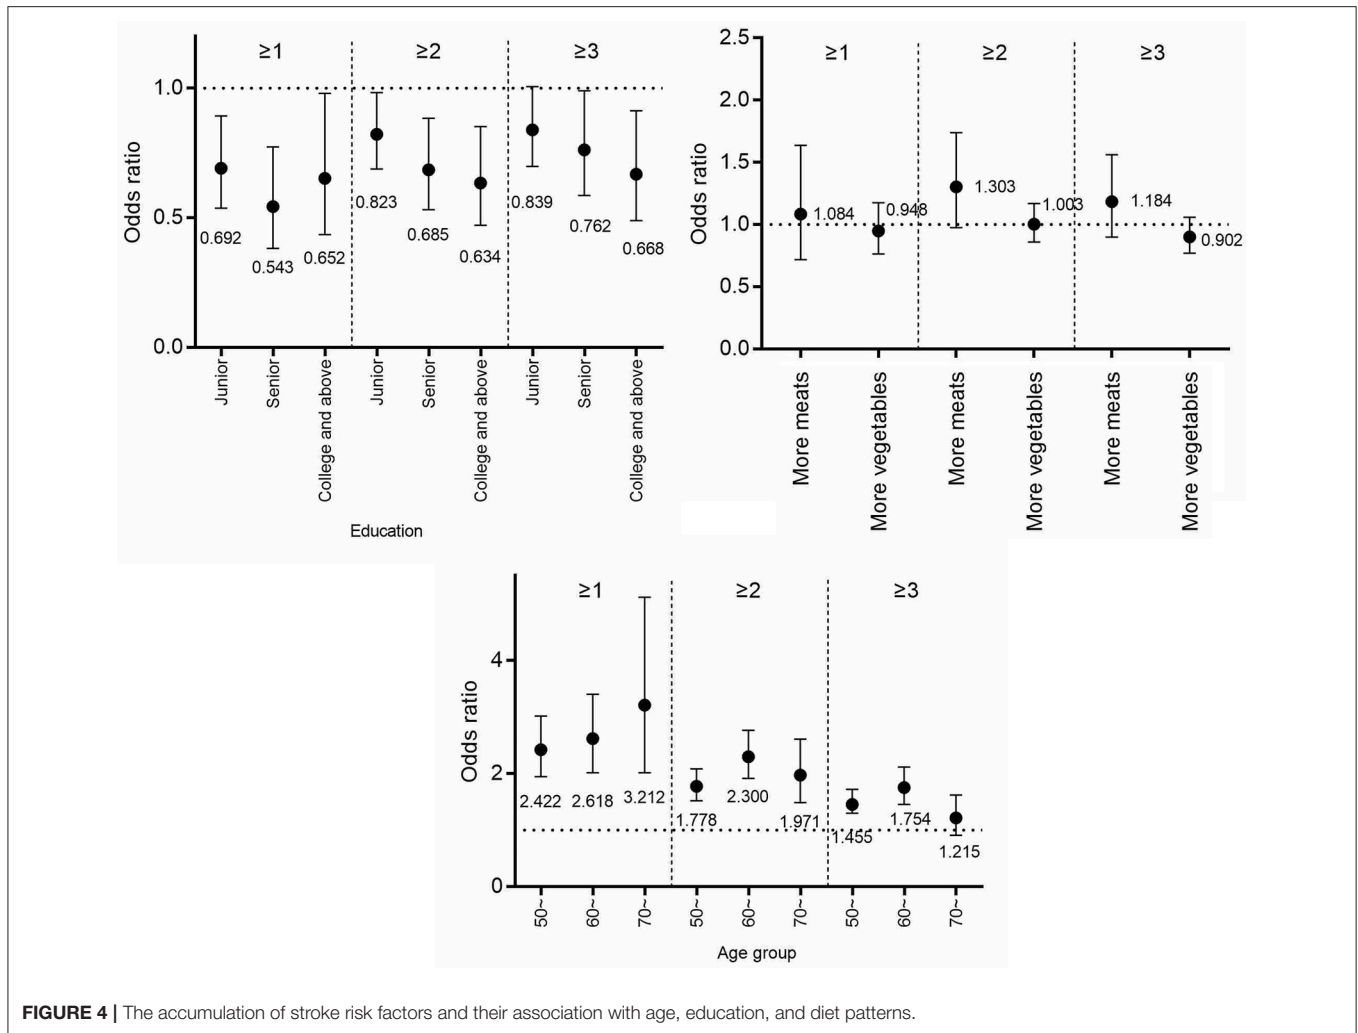 ≥1 ≥2 ≥3
1.0
0.5
0.0
Odds ratio
0.692
0.543
0.652
0.823
0.685
0.634
0.839
0.762
0.668
Junior
Senior
College and above
Junior
Senior
College and above
Junior
Senior
College and above
Education
≥1 ≥2 ≥3
2.5
2.0
1.5
1.0
0.5
0.0
Odds ratio
1.084
0.948
1.303
1.003
1.184
0.902
More meats
More vegetables
More meats
More vegetables
More meats
More vegetables
≥1 ≥2 ≥3
4
2
0
Odds ratio
2.422
2.618
3.212
1.778
2.300
1.971
1.455
1.754
1.215
50~
60~
70~
50~
60~
70~
50~
60~
70~
Age group
FIGURE 4 | The accumulation of stroke risk factors and their association with age, education, and diet patterns.